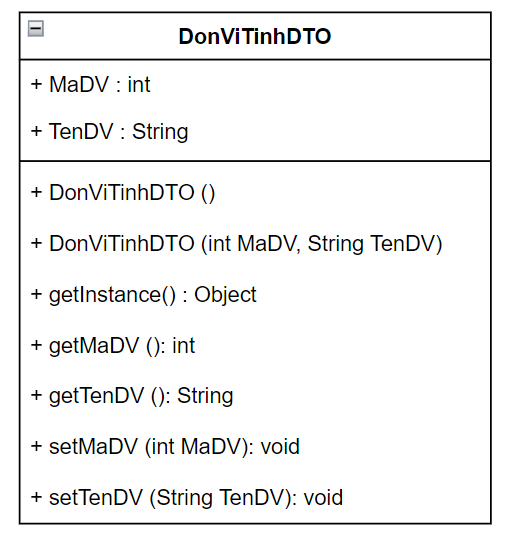 DonViTinhDTO
+ MaDV : int
+ TenDV : String
+ DonViTinhDTO ()
+ DonViTinhDTO (int MaDV, String TenDV)
+ getInstance() : Object
+ getMaDV (): int
+ getTenDV (): String
+ setMaDV (int MaDV): void
+ setTenDV (String TenDV): void